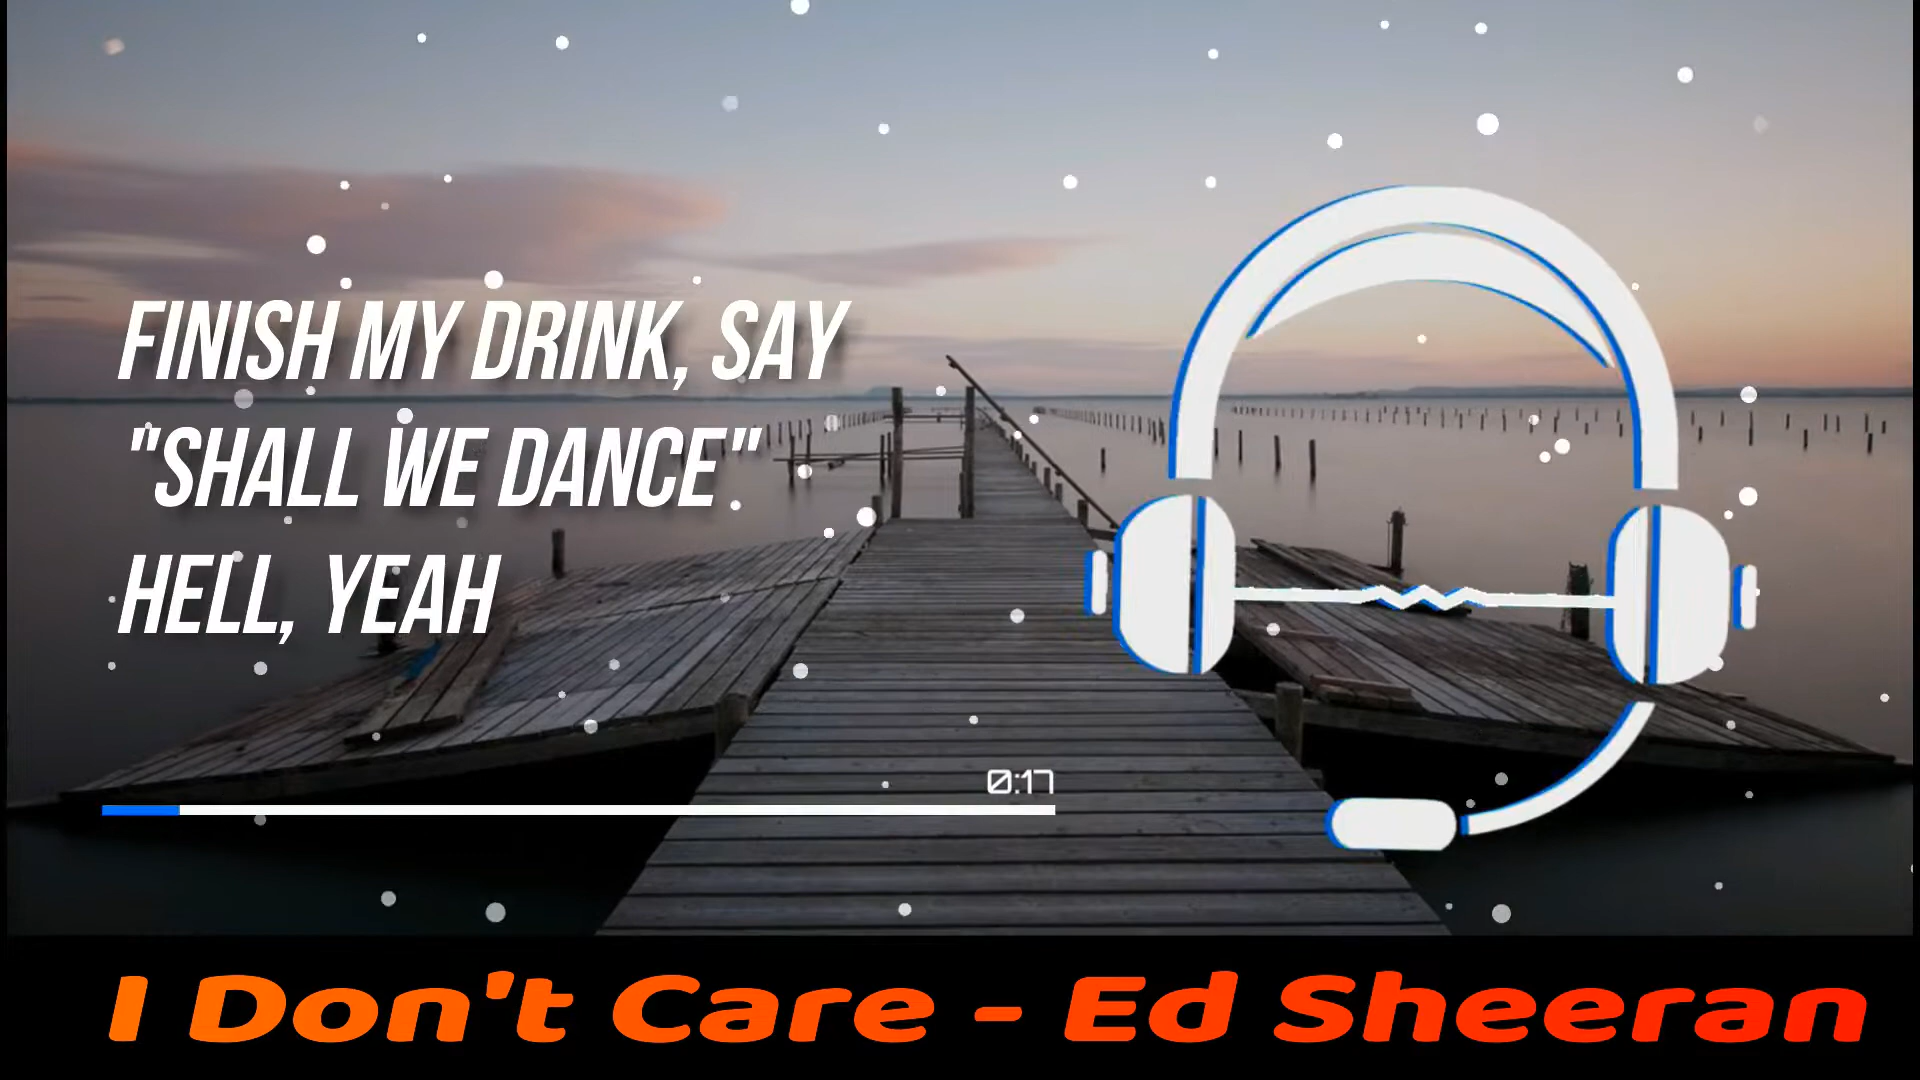 FINISH MY DRINK, SAY
"SHALL WE DANCE"
HELL, YEAH
0:17
I Don't Care - Ed Sheeran